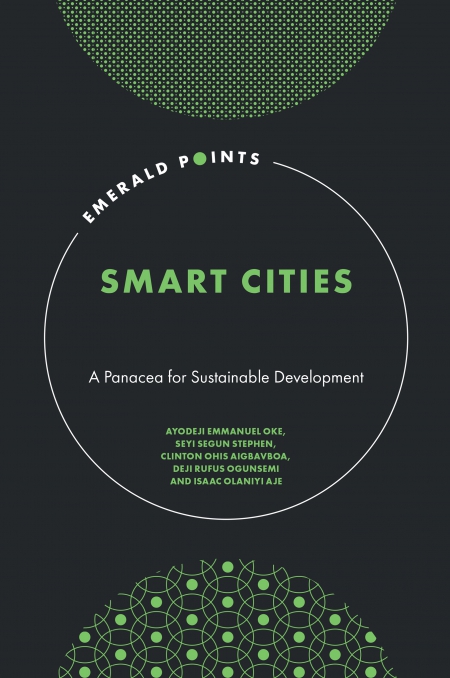 EMERALD POINTS
SMART CITIES
A Panacea for Sustainable Development
AYODEJI EMMANUEL OKE,
SEYI SEGUN STEPHEN,
CLINTON OHIS AIGBAVBOA,
DEJI RUFUS OGUNSEMI
AND ISAAC OLANIYI AJE